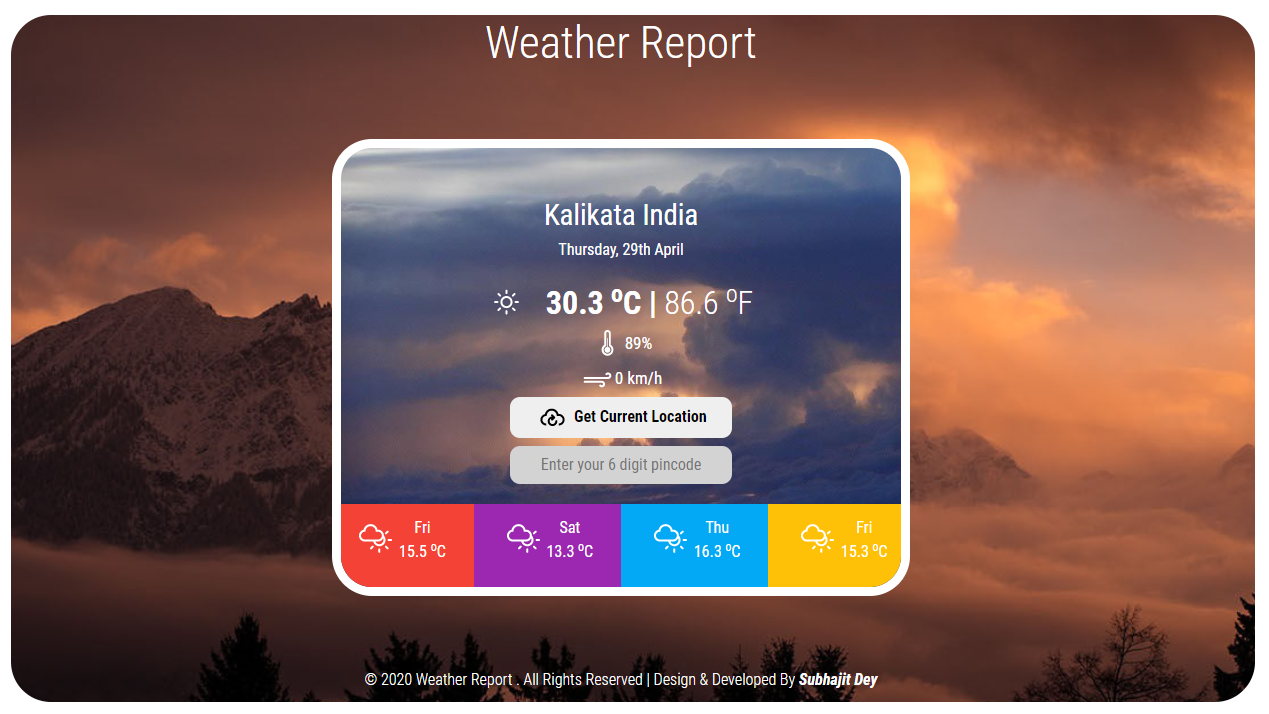 Weather Report
Kalikata India
Thursday, 29th April
30.3 ºC | 86.6 ºF
89%
0 km/h
Get Current Location
Enter your 6 digit pincode
Fri
15.5 ºC
Sat
13.3 ºC
Thu
16.3 ºC
Fri
15.3 ºC
© 2020 Weather Report . All Rights Reserved | Design & Developed By Subhajit Dey